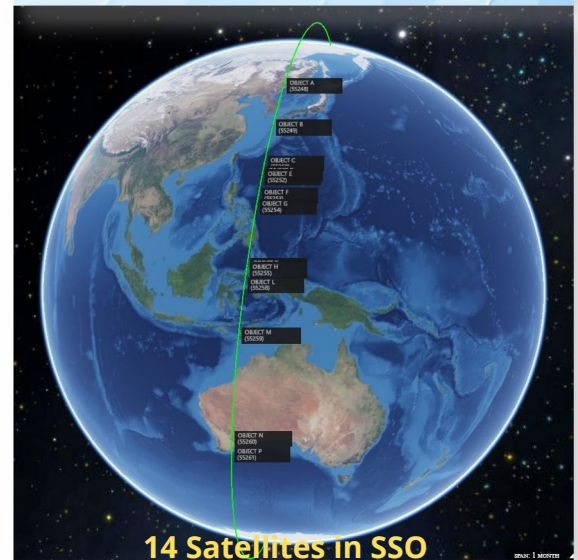 OBJECT A
(55248)
OBJECT B
(55249)
OBJECT C
OBJECT E
(55252)
OBJECT F
OBJECT G
(55254)
OBJECT H
(55255)
OBJECT L
(55258)
OBJECT M
(55259)
OBJECT N
(55260)
OBJECT P
(55261)
14 Satellites in SSO
SPAN: 1 MONTH